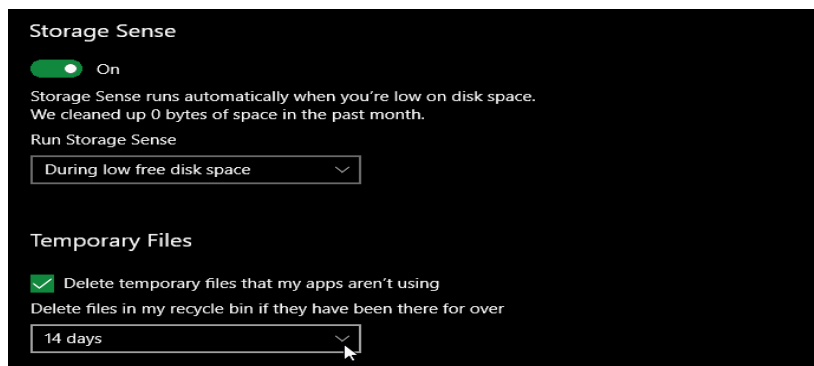 Storage Sense
On
Storage Sense runs automatically when you're low on disk space.
We cleaned up 0 bytes of space in the past month.
Run Storage Sense
During low free disk space
Temporary Files
Delete temporary files that my apps aren't using
Delete files in my recycle bin if they have been there for over
14 days